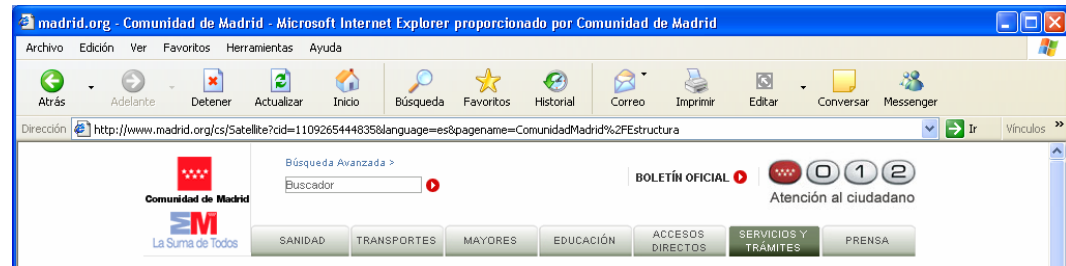 madrid.org - Comunidad de Madrid - Microsoft Internet Explorer proporcionado por Comunidad de Madrid
Archivo Edición Ver Favoritos Herramientas Ayuda
Atrás Adelante Detener Actualizar Inicio Búsqueda Favoritos Historial Correo Imprimir Editar Conversar Messenger
Dirección http://www.madrid.org/cs/Satellite?cid=1109265444835&language=es&pagename=ComunidadMadrid%2FEstructura Ir Vínculos »
Búsqueda Avanzada >
Buscador
BOLETÍN OFICIAL 012
Atención al ciudadano
Comunidad de Madrid
EM
La Suma de Todos
SANIDAD TRANSPORTES MAYORES EDUCACIÓN ACCESOS DIRECTOS SERVICIOS Y TRÁMITES PRENSA